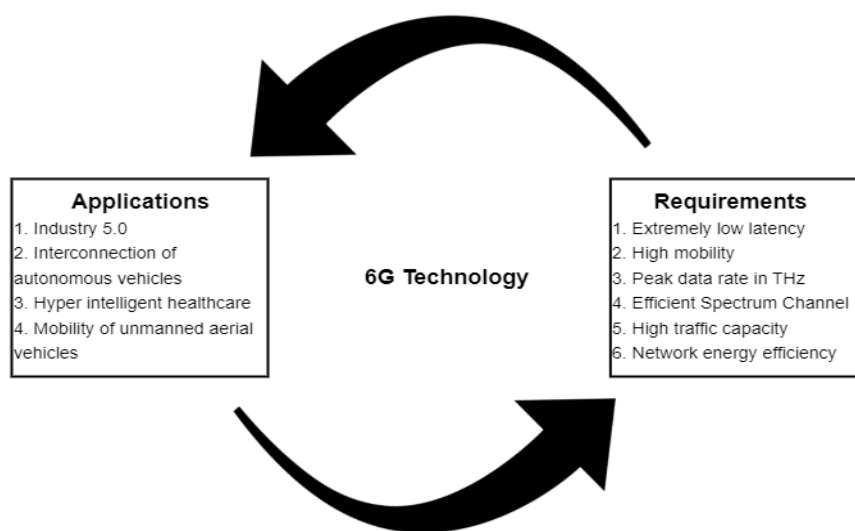 Applications
1. Industry 5.0
2. Interconnection of
autonomous vehicles
3. Hyper intelligent healthcare
4. Mobility of unmanned aerial
vehicles
6G Technology
Requirements
1. Extremely low latency
2. High mobility
3. Peak data rate in THz
4. Efficient Spectrum Channel
5. High traffic capacity
6. Network energy efficiency